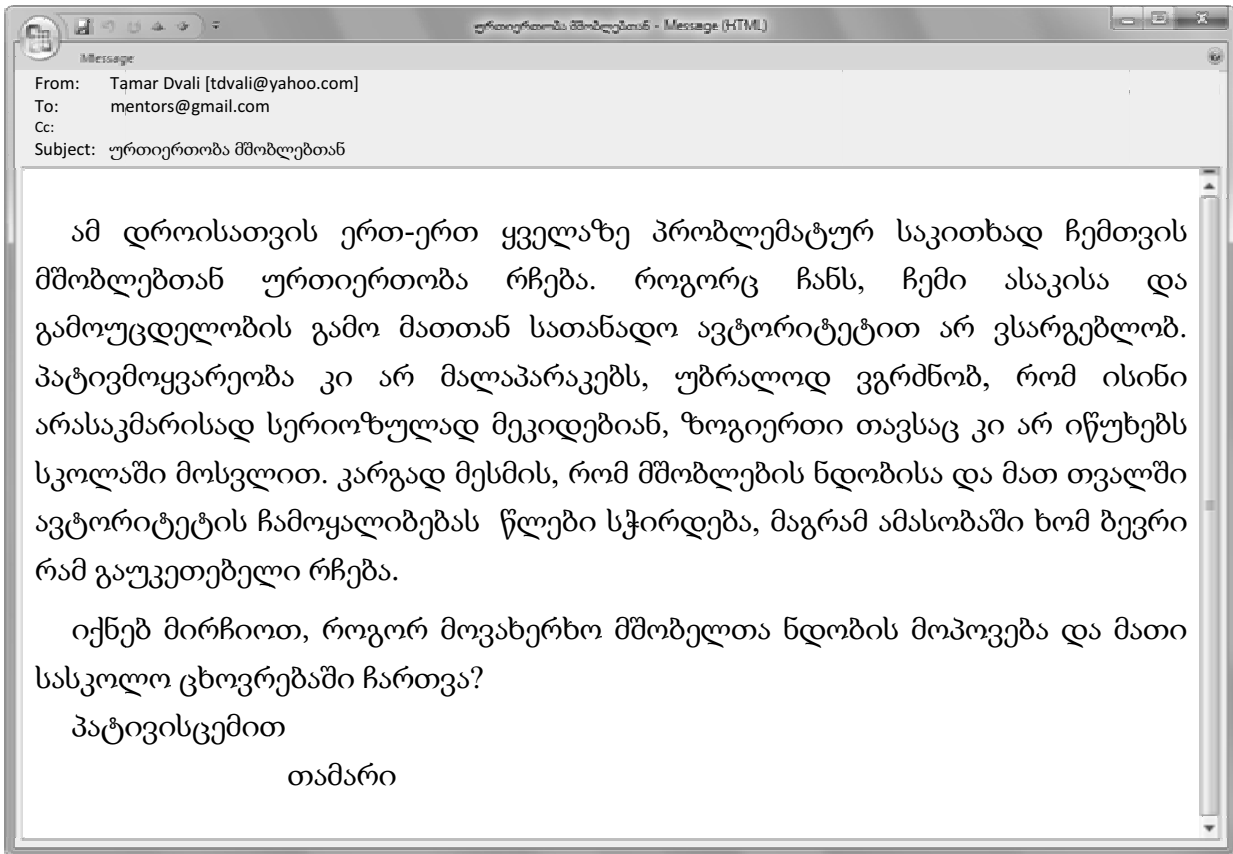 ურთიერთობა მშობლებთან - Message (HTML)
Message
From: Tamar Dvali [tdvali@yahoo.com]
To: mentors@gmail.com
Cc:
Subject: ურთიერთობა მშობლებთან
ამ დროისათვის ერთ-ერთ ყველაზე პრობლემატურ საკითხად ჩემთვის
მშობლებთან ურთიერთობა რჩება. როგორც ჩანს, ჩემი ასაკისა და
გამოუცდელობის გამო მათთან სათანადო ავტორიტეტით არ ვსარგებლობ.
პატივმოყვარეობა კი არ მალაპარაკებს, უბრალოდ ვგრძნობ, რომ ისინი
არასაკმარისად სერიოზულად მეკიდებიან, ზოგიერთი თავსაც კი არ იწუხებს
სკოლაში მოსვლით. კარგად მესმის, რომ მშობლების ნდობისა და მათ თვალში
ავტორიტეტის ჩამოყალიბებას წლები სჭირდება, მაგრამ ამასობაში ხომ ბევრი
რამ გაუკეთებელი რჩება.
იქნებ მირჩიოთ, როგორ მოვახერხო მშობელთა ნდობის მოპოვება და მათი
სასკოლო ცხოვრებაში ჩართვა?
პატივისცემით
თამარი